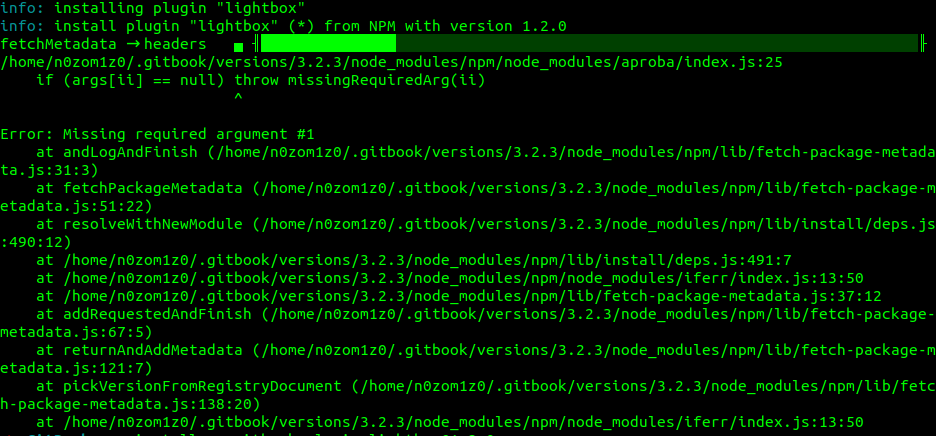 info: installing plugin "lightbox"
info: install plugin "lightbox" (*) from NPM with version 1.2.0
fetchMetadata → headers
/home/n0zom1z0/.gitbook/versions/3.2.3/node_modules/npm/node_modules/aproba/index.js:25
    if (args[ii] == null) throw missingRequiredArg(ii)
                          ^
Error: Missing required argument #1
    at andLogAndFinish (/home/n0zom1z0/.gitbook/versions/3.2.3/node_modules/npm/lib/fetch-package-metada
ta.js:31:3)
    at fetchPackageMetadata (/home/n0zom1z0/.gitbook/versions/3.2.3/node_modules/npm/lib/fetch-package-m
etadata.js:51:22)
    at resolveWithNewModule (/home/n0zom1z0/.gitbook/versions/3.2.3/node_modules/npm/lib/install/deps.js
:490:12)
    at /home/n0zom1z0/.gitbook/versions/3.2.3/node_modules/npm/lib/install/deps.js:491:7
    at /home/n0zom1z0/.gitbook/versions/3.2.3/node_modules/npm/node_modules/iferr/index.js:13:50
    at /home/n0zom1z0/.gitbook/versions/3.2.3/node_modules/npm/lib/fetch-package-metadata.js:37:12
    at addRequestedAndFinish (/home/n0zom1z0/.gitbook/versions/3.2.3/node_modules/npm/lib/fetch-package-
metadata.js:67:5)
    at returnAndAddMetadata (/home/n0zom1z0/.gitbook/versions/3.2.3/node_modules/npm/lib/fetch-package-m
etadata.js:121:7)
    at pickVersionFromRegistryDocument (/home/n0zom1z0/.gitbook/versions/3.2.3/node_modules/npm/lib/fetc
h-package-metadata.js:138:20)
    at /home/n0zom1z0/.gitbook/versions/3.2.3/node_modules/npm/node_modules/iferr/index.js:13:50